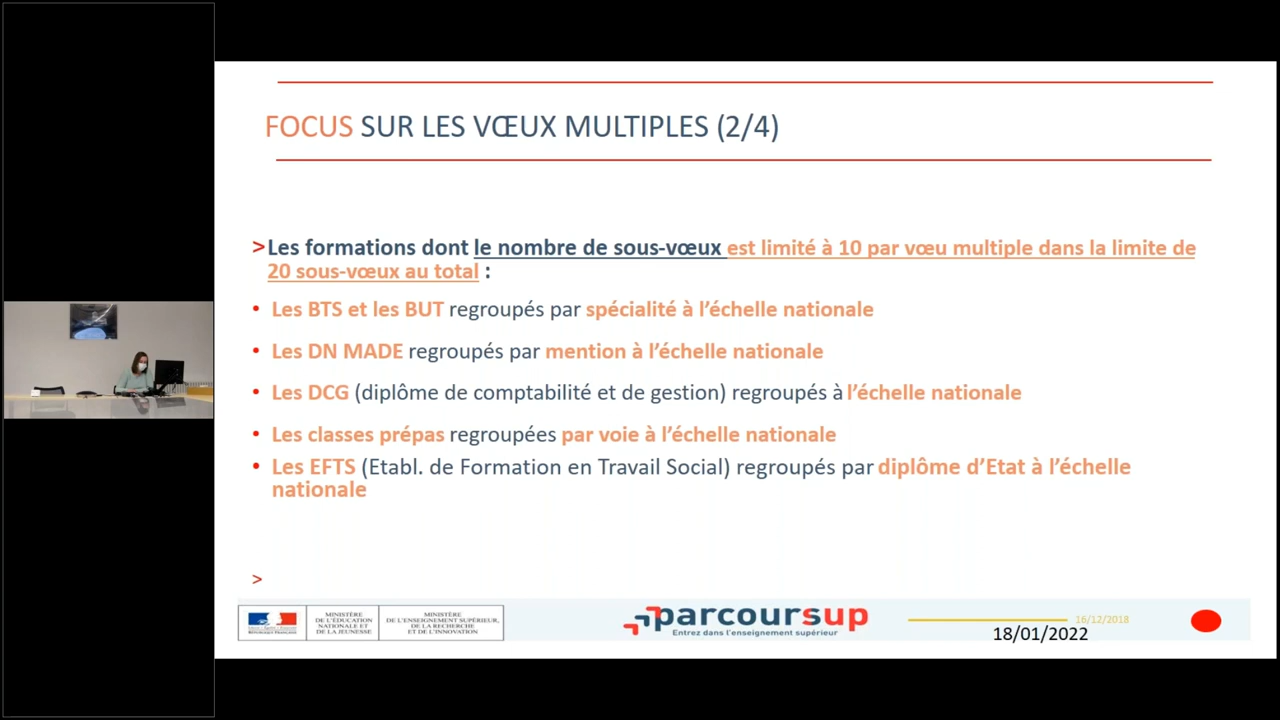 FOCUS SUR LES VŒUX MULTIPLES (2/4)
>Les formations dont le nombre de sous-vœux est limité à 10 par vœu multiple dans la limite de
20 sous-vœux au total :
• Les BTS et les BUT regroupés par spécialité à l’échelle nationale
• Les DN MADE regroupés par mention à l’échelle nationale
• Les DCG (diplôme de comptabilité et de gestion) regroupés à l’échelle nationale
• Les classes prépas regroupées par voie à l’échelle nationale
• Les EFTS (Etabl. de Formation en Travail Social) regroupés par diplôme d’Etat à l’échelle
nationale
>
MINISTÈRE
DE L'ÉDUCATION
NATIONALE ET
DE LA JEUNESSE
MINISTÈRE
DE L'ENSEIGNEMENT SUPÉRIEUR,
DE LA RECHERCHE
ET DE L'INNOVATION
RÉPUBLIQUE FRANÇAISE
parcoursup
Entrez dans l'enseignement supérieur
16/12/2018
18/01/2022